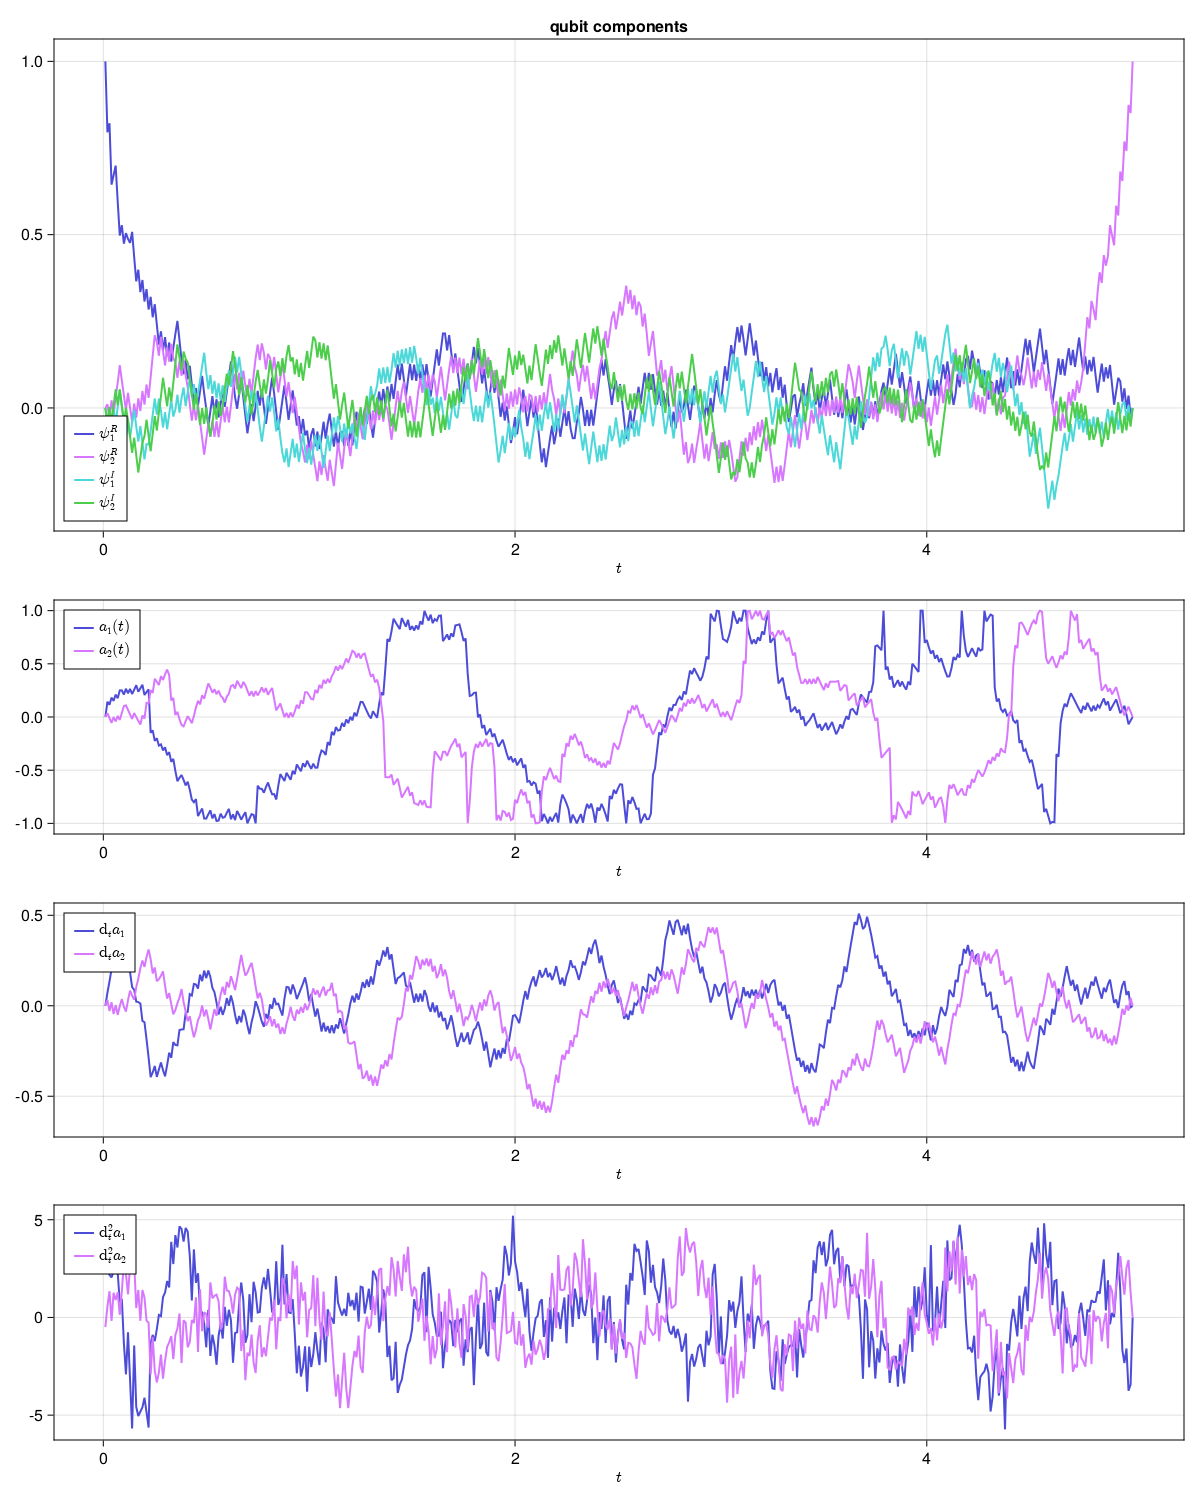 qubit components
1.0
0.5
0.0
ψ₁ᴿ
ψ₂ᴿ
ψ₁ᴵ
ψ₂ᴵ
0 2 4
t
1.0
0.5
0.0
-0.5
-1.0
a₁(t)
a₂(t)
0 2 4
t
0.5
0.0
-0.5
dₜa₁
dₜa₂
0 2 4
t
5
0
-5
d²ₜa₁
d²ₜa₂
0 2 4
t